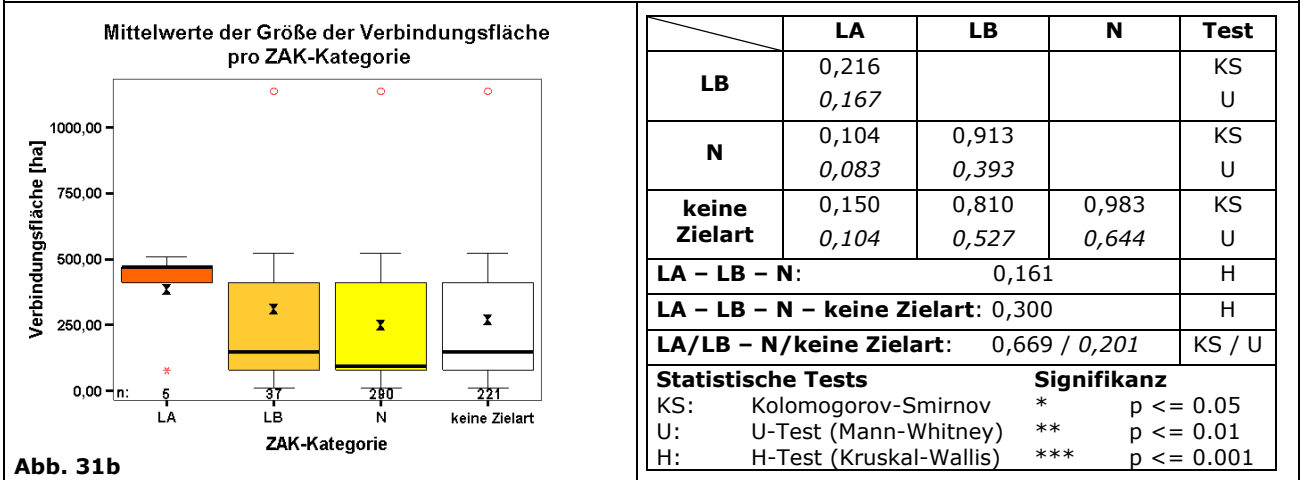 Mittelwerte der Größe der Verbindungsfläche
pro ZAK-Kategorie
Verbindungsfläche [ha]
1000,00
750,00
500,00
250,00
0,00
n: 5 37 290 221
LA LB N keine Zielart
ZAK-Kategorie
Abb. 31b
LA LB N Test
LB
0,216 KS
0,167 U
N
0,104 0,913 KS
0,083 0,393 U
keine
Zielart
0,150 0,810 0,983 KS
0,104 0,527 0,644 U
LA – LB – N: 0,161 H
LA – LB – N – keine Zielart: 0,300 H
LA/LB – N/keine Zielart: 0,669 / 0,201 KS / U
Statistische Tests Signifikanz
KS: Kolomogorov-Smirnov * p <= 0.05
U: U-Test (Mann-Whitney) ** p <= 0.01
H: H-Test (Kruskal-Wallis) *** p <= 0.001